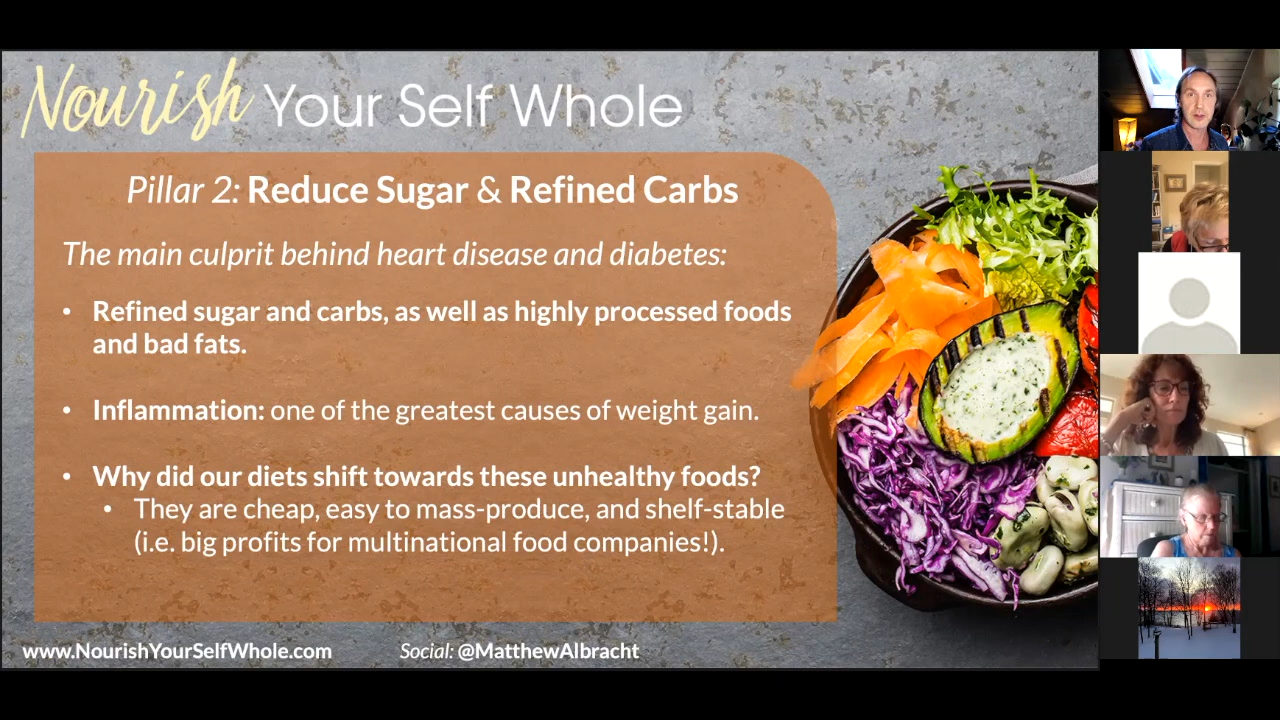 Nourish Your Self Whole
Pillar 2: Reduce Sugar & Refined Carbs
The main culprit behind heart disease and diabetes:
• Refined sugar and carbs, as well as highly processed foods
and bad fats.
• Inflammation: one of the greatest causes of weight gain.
• Why did our diets shift towards these unhealthy foods?
• They are cheap, easy to mass-produce, and shelf-stable
(i.e. big profits for multinational food companies!).
www.NourishYourSelfWhole.com Social: @MatthewAlbracht